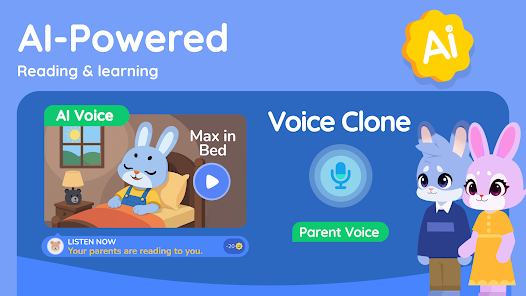 AI-Powered
Reading & learning
Ai
AI Voice
Max in
Bed
LISTEN NOW
Your parents are reading to you.
-20
Voice Clone
Parent Voice